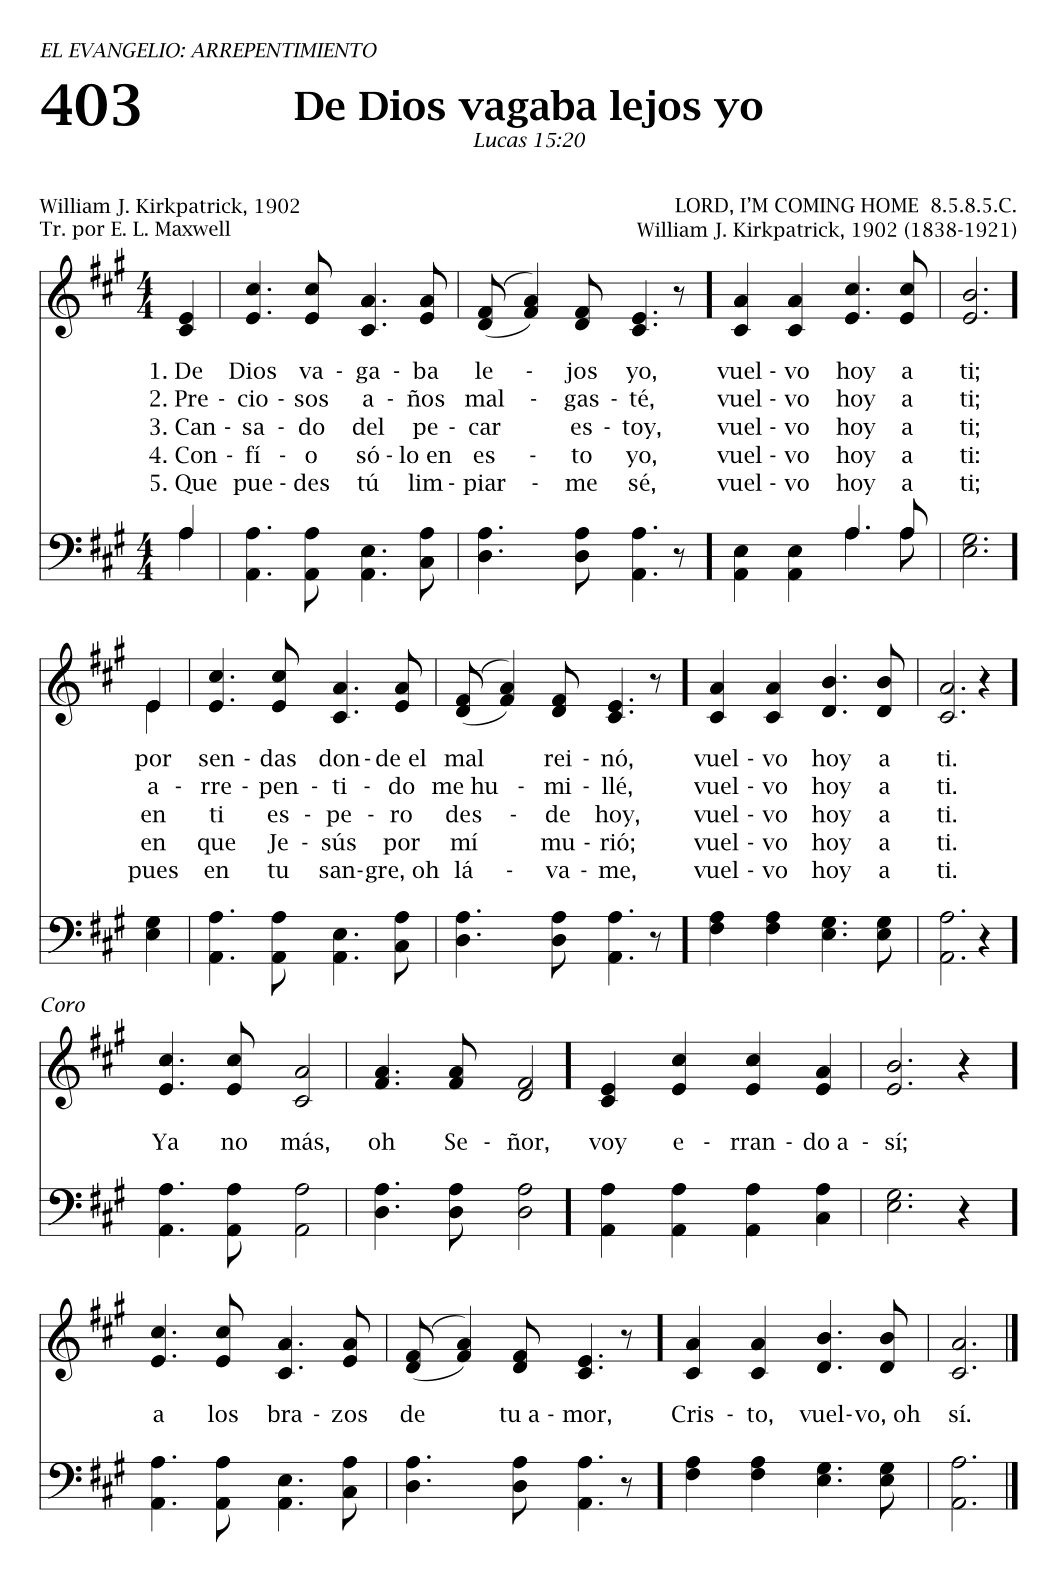 EL EVANGELIO: ARREPENTIMIENTO
403 De Dios vagaba lejos yo
Lucas 15:20
William J. Kirkpatrick, 1902
Tr. por E. L. Maxwell
LORD, I'M COMING HOME 8.5.8.5.C.
William J. Kirkpatrick, 1902 (1838-1921)
4 4
1. De Dios va - ga - ba le - jos yo, vuel - vo hoy a ti;
2. Pre - cio - sos a - ños mal - gas - té, vuel - vo hoy a ti;
3. Can - sa - do del pe - car es - toy, vuel - vo hoy a ti;
4. Con - fí - o só - lo en es - to yo, vuel - vo hoy a ti:
5. Que pue - des tú lim - piar - me sé, vuel - vo hoy a ti;
4 4
por sen - das don - de el mal rei - nó, vuel - vo hoy a ti.
a - rre - pen - ti - do me hu - mi - llé, vuel - vo hoy a ti.
en ti es - pe - ro des - de hoy, vuel - vo hoy a ti.
en que Je - sús por mí mu - rió; vuel - vo hoy a ti.
pues en tu san - gre, oh lá - va - me, vuel - vo hoy a ti.
Coro
Ya no más, oh Se - ñor, voy e - rran - do a - sí;
a los bra - zos de tu a - mor, Cris - to, vuel - vo, oh sí.